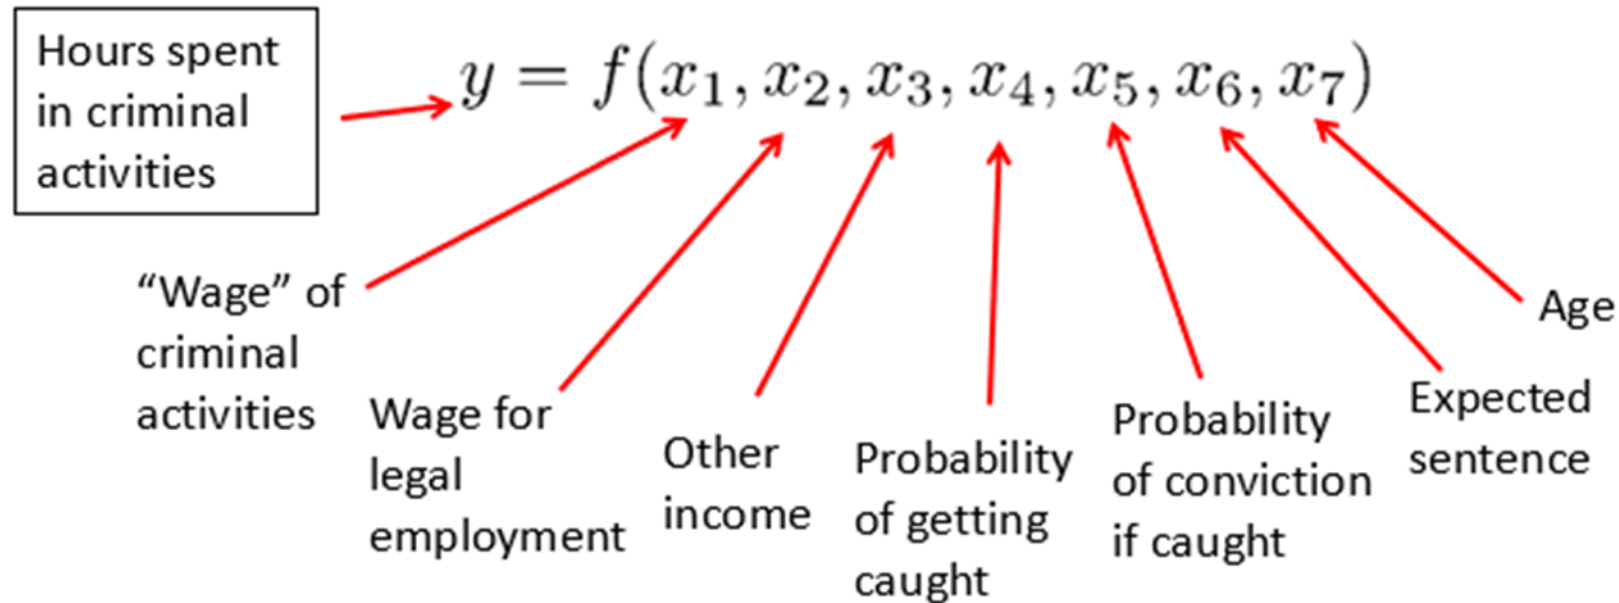 Hours spent
in criminal
activities
y = f(x₁, x₂, x₃, x₄, x₅, x₆, x₇)
“Wage” of
criminal
activities
Wage for
legal
employment
Other
income
Probability
of getting
caught
Probability
of conviction
if caught
Expected
sentence
Age